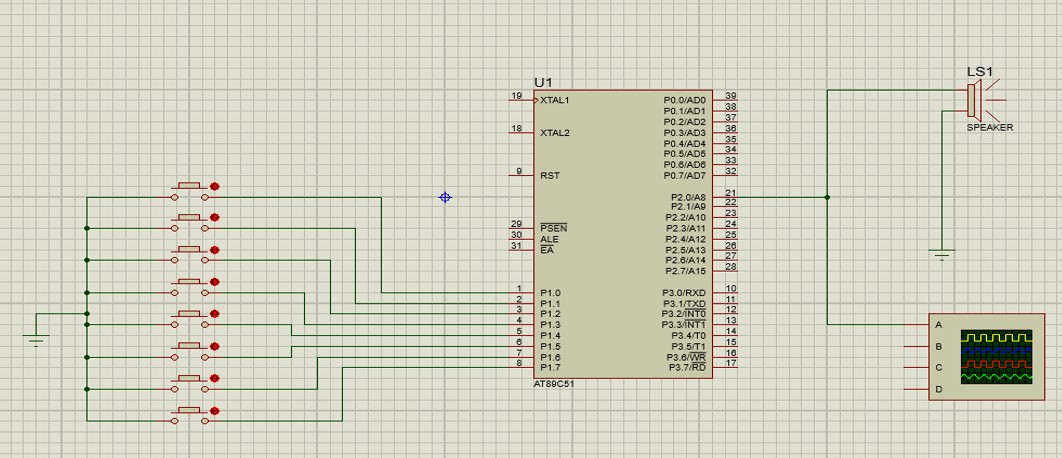 U1
19 XTAL1
18 XTAL2
9 RST
29 PSEN
30 ALE
31 EA
1 P1.0
2 P1.1
3 P1.2
4 P1.3
5 P1.4
6 P1.5
7 P1.6
8 P1.7
P0.0/AD0 39
P0.1/AD1 38
P0.2/AD2 37
P0.3/AD3 36
P0.4/AD4 35
P0.5/AD5 34
P0.6/AD6 33
P0.7/AD7 32
P2.0/A8 21
P2.1/A9 22
P2.2/A10 23
P2.3/A11 24
P2.4/A12 25
P2.5/A13 26
P2.6/A14 27
P2.7/A15 28
P3.0/RXD 10
P3.1/TXD 11
P3.2/INT0 12
P3.3/INT1 13
P3.4/T0 14
P3.5/T1 15
P3.6/WR 16
P3.7/RD 17
AT89C51
LS1
SPEAKER
A
B
C
D